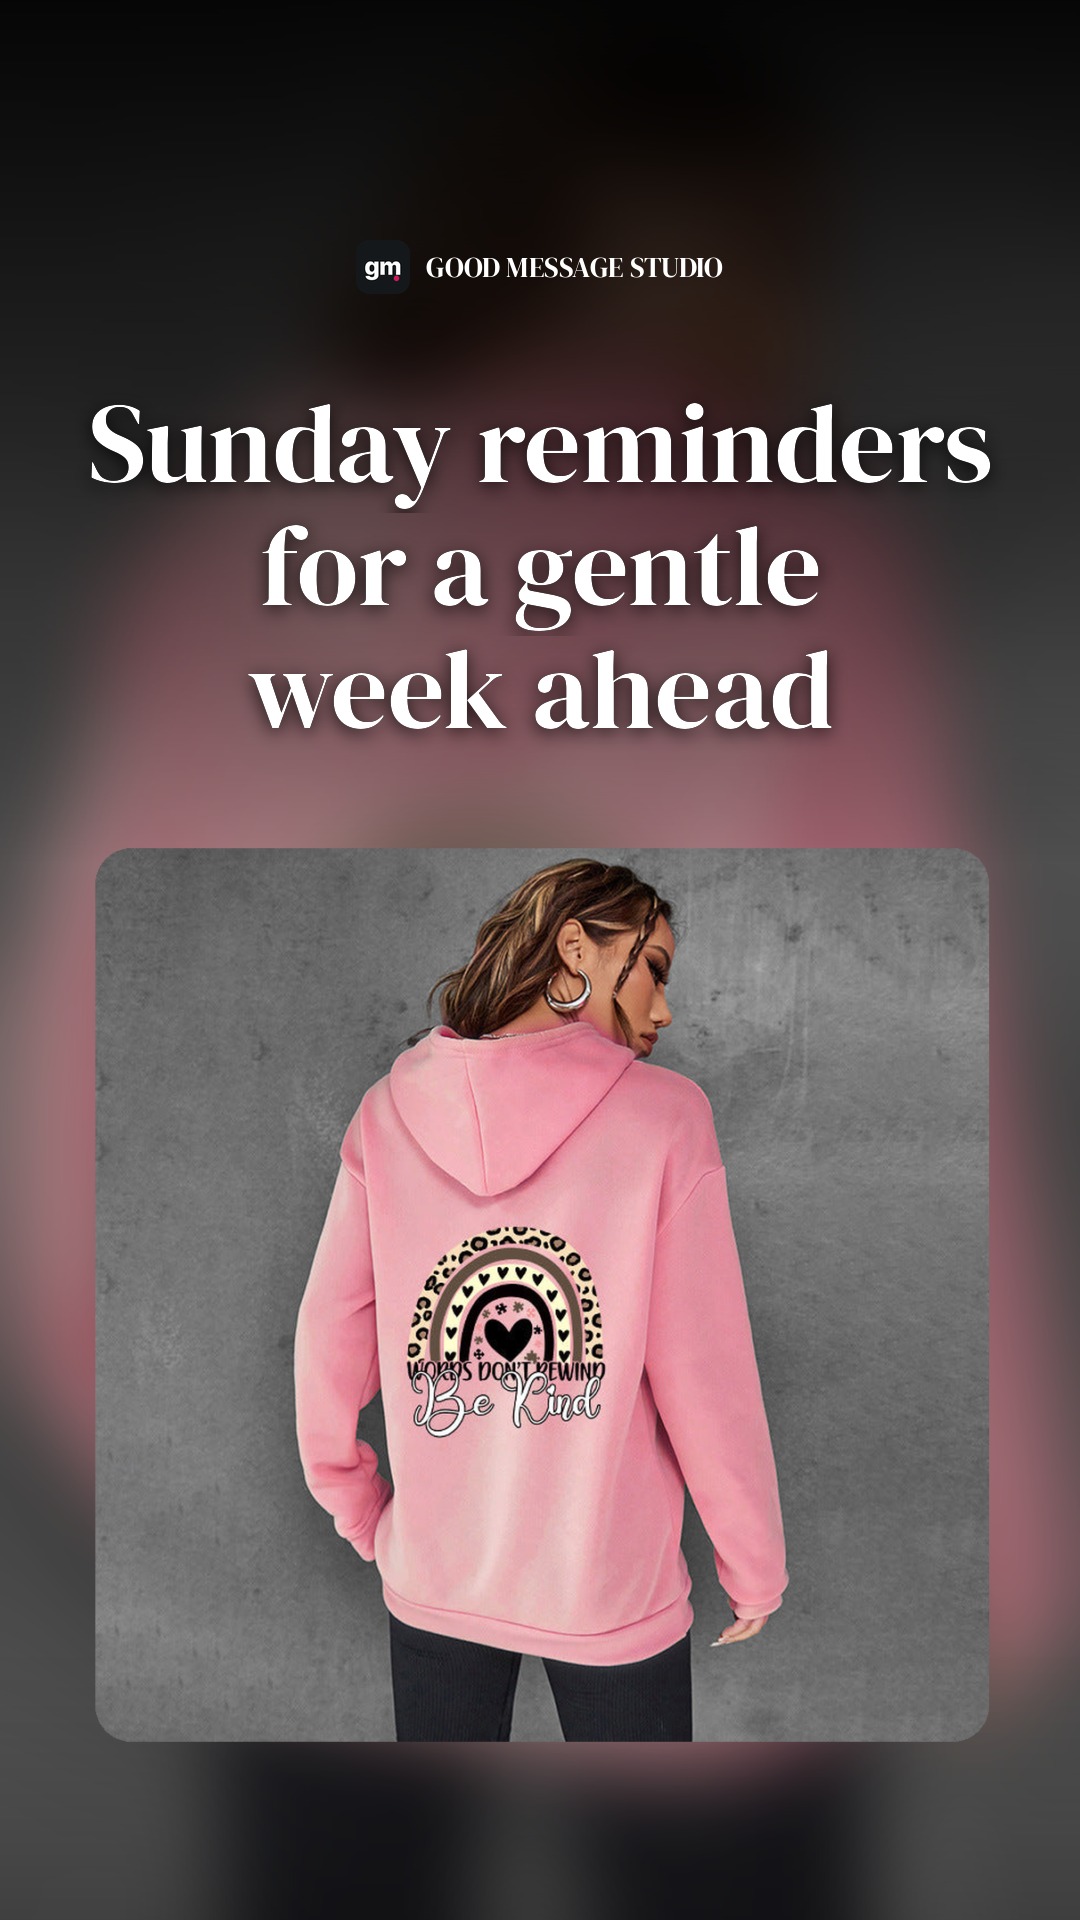 gm.
GOOD MESSAGE STUDIO
Sunday reminders
for a gentle
week ahead
WORDS DON'T REWIND
Be Kind